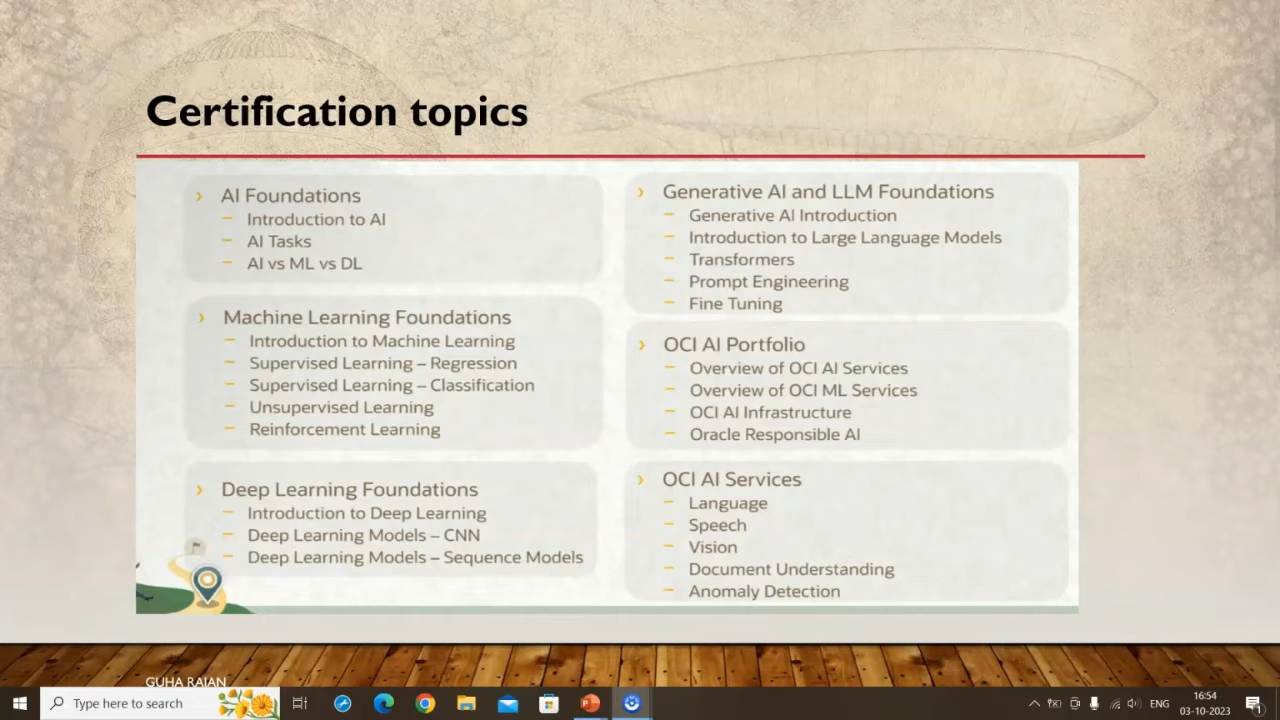 Certification topics
AI Foundations
Introduction to AI
AI Tasks
AI vs ML vs DL
Machine Learning Foundations
Introduction to Machine Learning
Supervised Learning – Regression
Supervised Learning – Classification
Unsupervised Learning
Reinforcement Learning
Deep Learning Foundations
Introduction to Deep Learning
Deep Learning Models – CNN
Deep Learning Models – Sequence Models
Generative AI and LLM Foundations
Generative AI Introduction
Introduction to Large Language Models
Transformers
Prompt Engineering
Fine Tuning
OCI AI Portfolio
Overview of OCI AI Services
Overview of OCI ML Services
OCI AI Infrastructure
Oracle Responsible AI
OCI AI Services
Language
Speech
Vision
Document Understanding
Anomaly Detection
GUHA RAJAN
Type here to search
ENG
16:54
03-10-2023
1